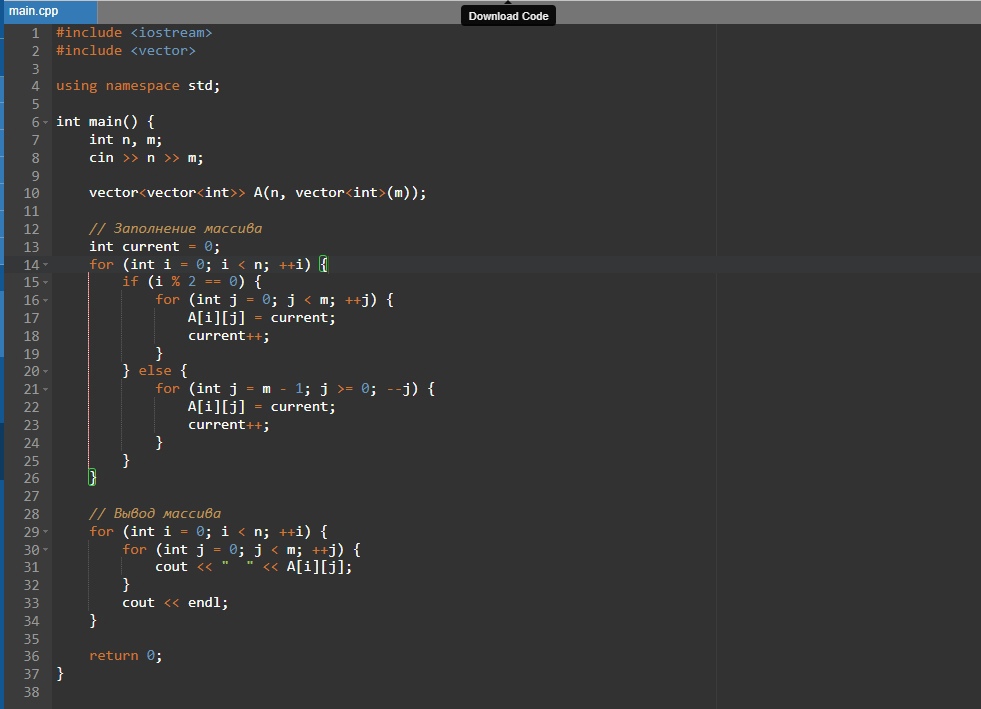 main.cpp
Download Code
1 #include <iostream>
2 #include <vector>
3
4 using namespace std;
5
6 int main() {
7     int n, m;
8     cin >> n >> m;
9
10     vector<vector<int>> A(n, vector<int>(m));
11
12     // Заполнение массива
13     int current = 0;
14     for (int i = 0; i < n; ++i) {
15         if (i % 2 == 0) {
16             for (int j = 0; j < m; ++j) {
17                 A[i][j] = current;
18                 current++;
19             }
20         } else {
21             for (int j = m - 1; j >= 0; --j) {
22                 A[i][j] = current;
23                 current++;
24             }
25         }
26     }
27
28     // Вывод массива
29     for (int i = 0; i < n; ++i) {
30         for (int j = 0; j < m; ++j) {
31             cout << "  " << A[i][j];
32         }
33         cout << endl;
34     }
35
36     return 0;
37 }
38